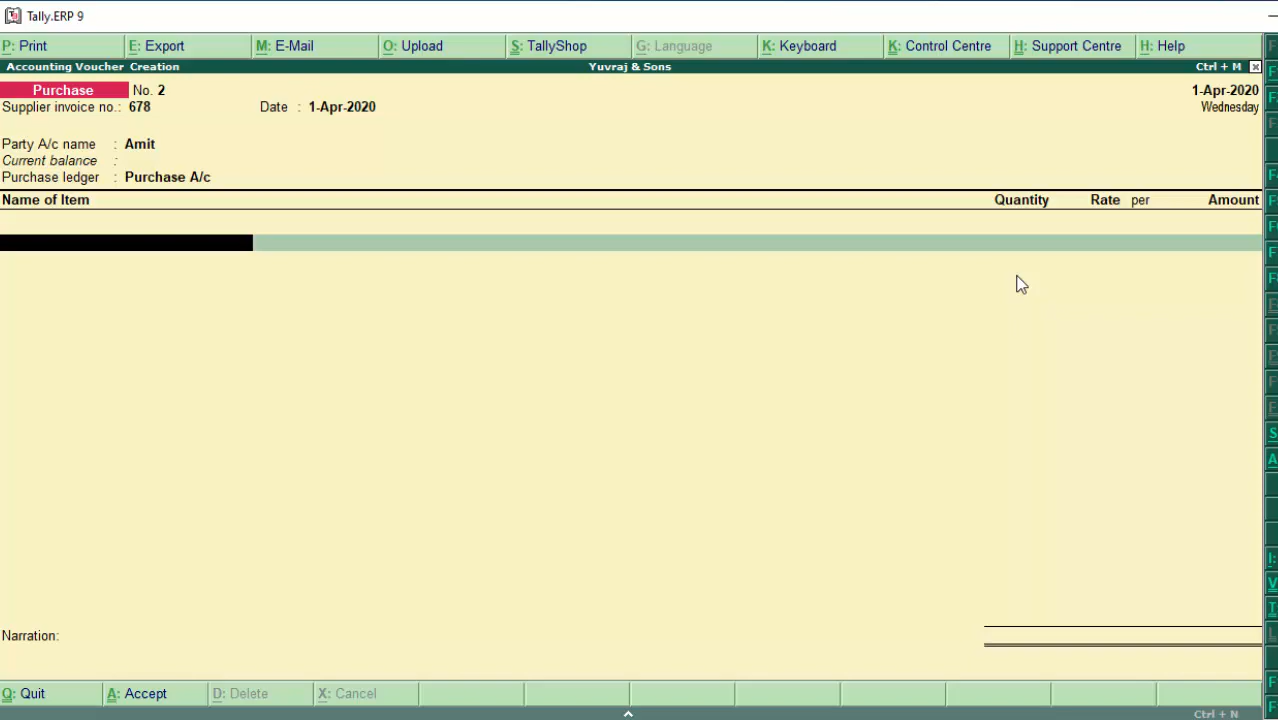 Tally.ERP 9
P: Print E: Export M: E-Mail O: Upload S: TallyShop G: Language K: Keyboard K: Control Centre H: Support Centre H: Help
Accounting Voucher Creation Yuvraj & Sons Ctrl + M
Purchase No. 2 1-Apr-2020
Supplier invoice no.: 678 Date : 1-Apr-2020 Wednesday
Party A/c name : Amit
Current balance :
Purchase ledger : Purchase A/c
Name of Item Quantity Rate per Amount
Narration:
Q: Quit A: Accept D: Delete X: Cancel
Ctrl + N